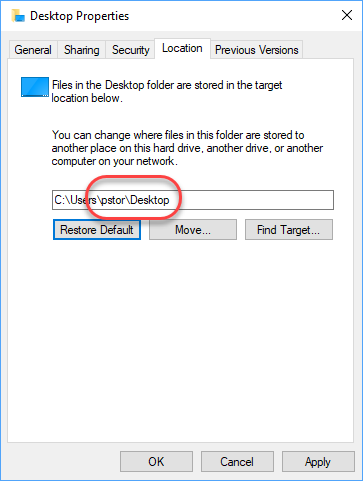 Desktop Properties
General
Sharing
Security
Location
Previous Versions
Files in the Desktop folder are stored in the target
location below.
You can change where files in this folder are stored to
another place on this hard drive, another drive, or another
computer on your network.
C:\Users\pstor\Desktop
Restore Default
Move...
Find Target...
OK
Cancel
Apply